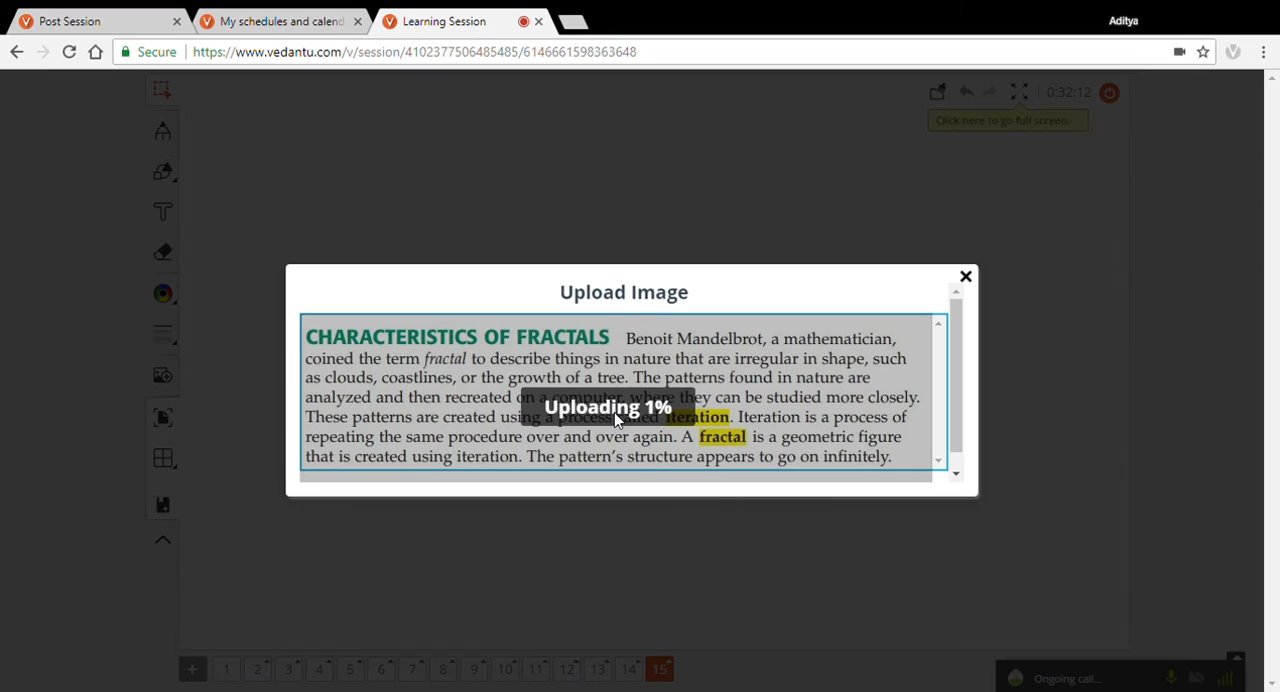 Post Session
My schedules and calend
Learning Session
Aditya
Secure
https://www.vedantu.com/v/session/4102377506485485/6146661598363648
0:32:12
Click here to go full screen.
Upload Image
CHARACTERISTICS OF FRACTALS Benoit Mandelbrot, a mathematician,
coined the term fractal to describe things in nature that are irregular in shape, such
as clouds, coastlines, or the growth of a tree. The patterns found in nature are
analyzed and then recreated on a computer, where they can be studied more closely.
These patterns are created using a process called iteration. Iteration is a process of
repeating the same procedure over and over again. A fractal is a geometric figure
that is created using iteration. The pattern's structure appears to go on infinitely.
Uploading 1%
1 2 3 4 5 6 7 8 9 10 11 12 13 14 15
Ongoing call...